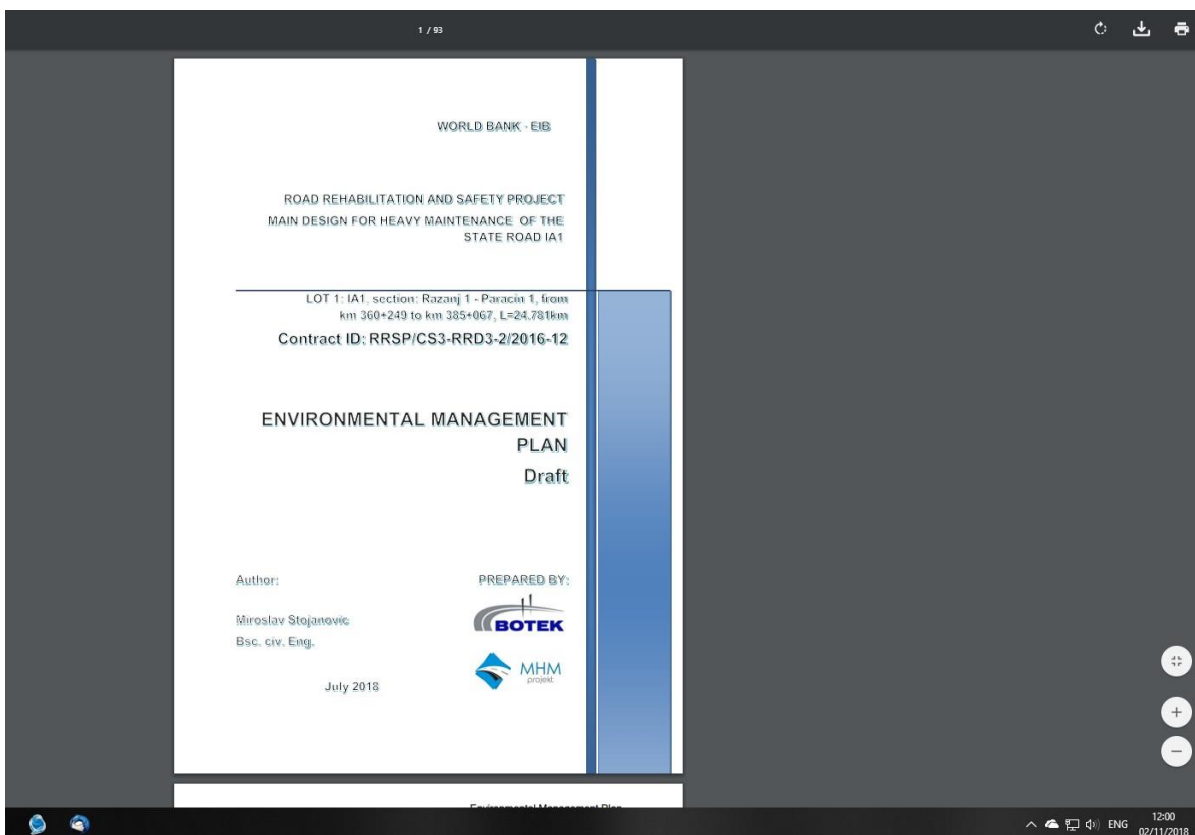 1 / 93
WORLD BANK - EIB
ROAD REHABILITATION AND SAFETY PROJECT
MAIN DESIGN FOR HEAVY MAINTENANCE OF THE
STATE ROAD IA1
LOT 1: IA1, section: Razanj 1 - Paracin 1, from
km 360+249 to km 385+067, L=24.781km
Contract ID: RRSP/CS3-RRD3-2/2016-12
ENVIRONMENTAL MANAGEMENT
PLAN
Draft
Author:
PREPARED BY:
Miroslav Stojanovic
Bsc. civ. Eng.
BOTEK
MHM
projekt
July 2018
Environmental Management Plan
ENG
12:00
02/11/2018